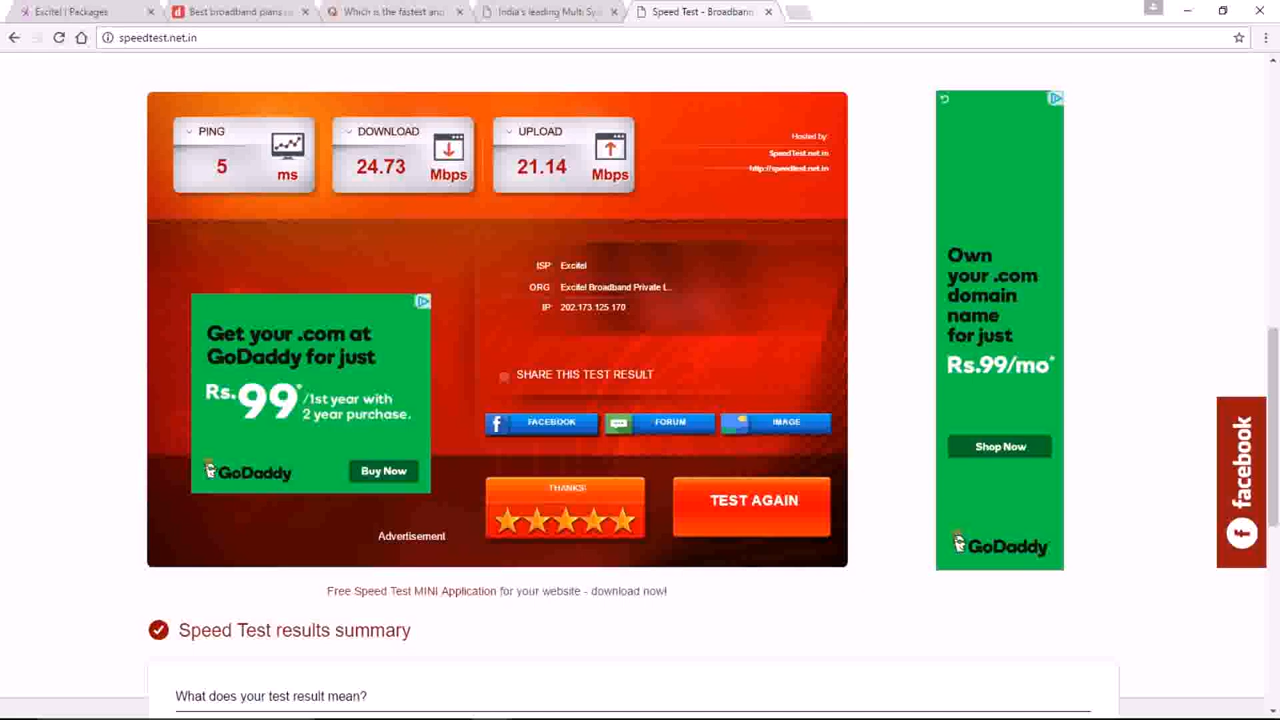 Excitel | Packages
Best broadband plans
Which is the fastest and
India's leading Multi Sy
Speed Test - Broadband
speedtest.net.in
PING
5
ms
DOWNLOAD
24.73
Mbps
UPLOAD
21.14
Mbps
Hosted by:
SpeedTest.net.in
http://speedtest.net.in
ISP Excitel
ORG Excitel Broadband Private L..
IP 202.173.125.170
SHARE THIS TEST RESULT
FACEBOOK
FORUM
IMAGE
THANKS!
TEST AGAIN
Get your .com at
GoDaddy for just
Rs.99* /1st year with
2 year purchase.
GoDaddy
Buy Now
Advertisement
Own
your .com
domain
name
for just
Rs.99/mo*
Shop Now
GoDaddy
facebook
Free Speed Test MINI Application for your website - download now!
Speed Test results summary
What does your test result mean?